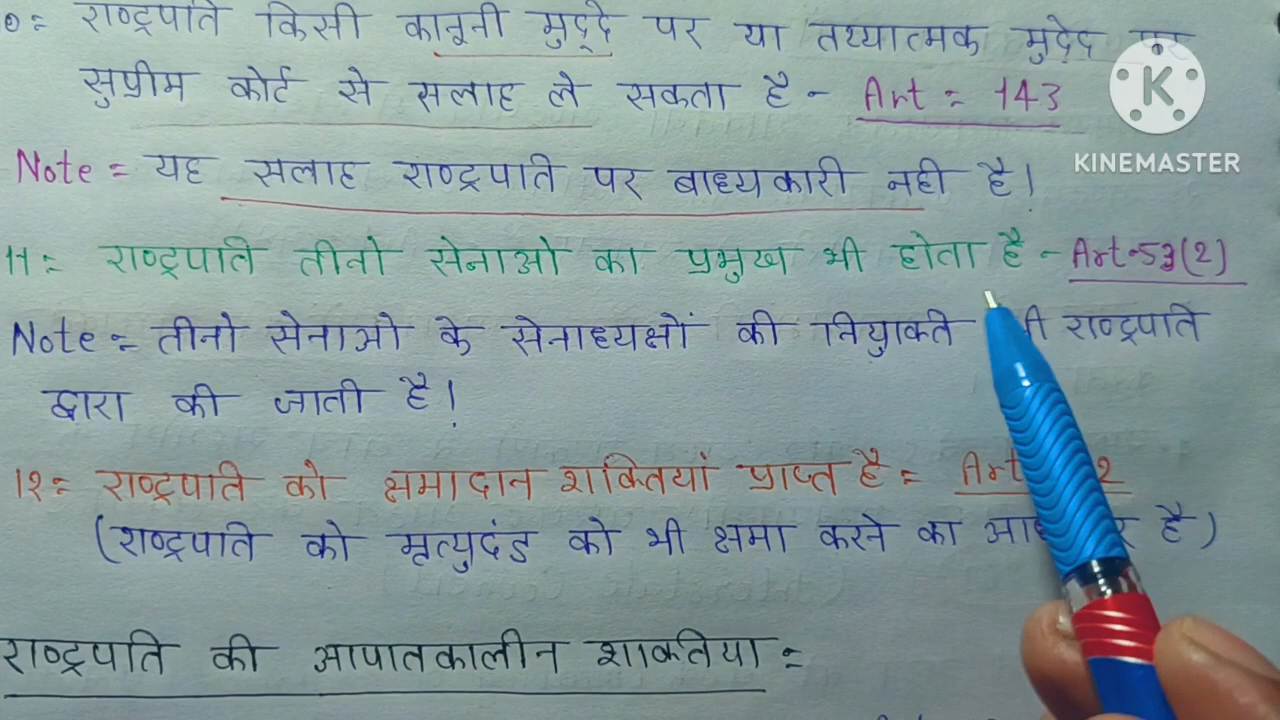 ० = राष्ट्रपति किसी कानूनी मुद्दे पर या तथ्यात्मक मुद्दे पर
सुप्रीम कोर्ट से सलाह ले सकता है - Art = 143
Note = यह सलाह राष्ट्रपति पर बाध्यकारी नही है।
11 = राष्ट्रपति तीनो सेनाओ का प्रमुख भी होता है - Art-53(2)
Note = तीनो सेनाओ के सेनाध्यक्षों की नियुक्ति राष्ट्रपति
द्वारा की जाती है।
12 = राष्ट्रपति को क्षमादान शक्तियां प्राप्त है = Art 2
(राष्ट्रपति को मृत्युदंड को भी क्षमा करने का है)
राष्ट्रपति की आपातकालीन शक्तिया =
K
KINEMASTER